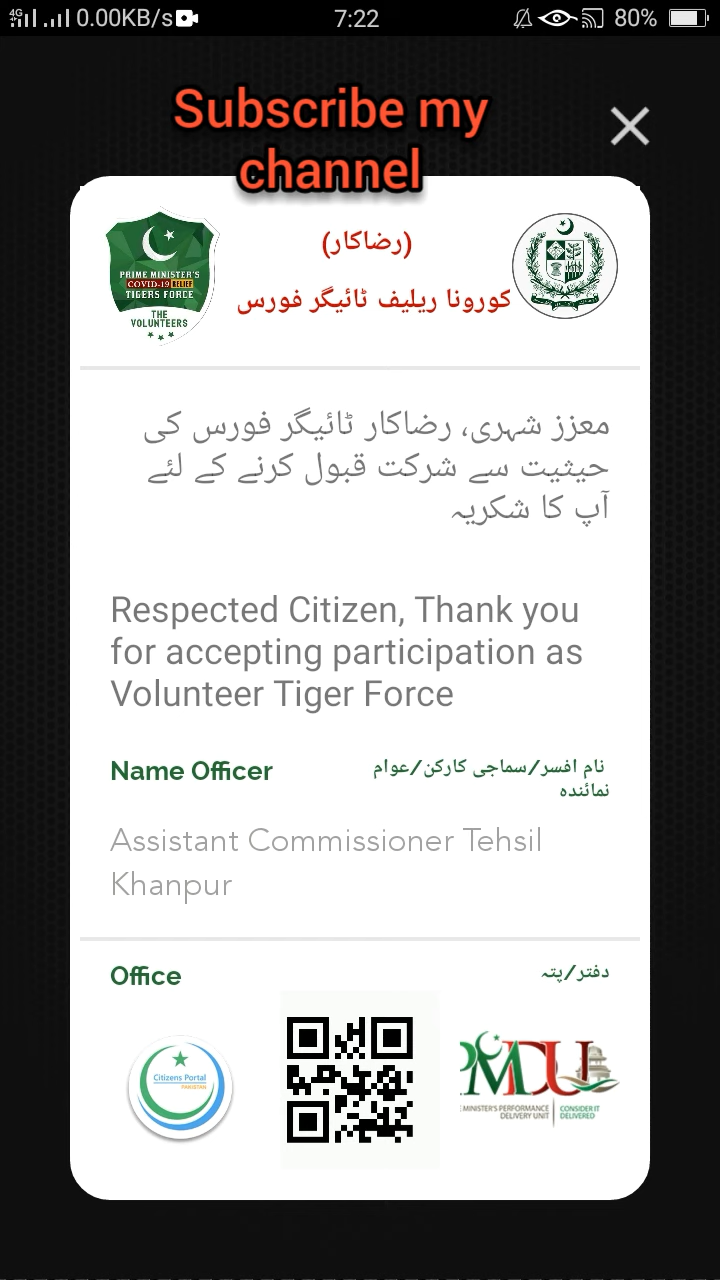 4G 0.00KB/s 7:22 80%
Subscribe my
channel
PRIME MINISTER'S
COVID-19 RELIEF
TIGERS FORCE
THE
VOLUNTEERS
(رضاکار)
کورونا ریلیف ٹائیگر فورس
معزز شہری، رضاکار ٹائیگر فورس کی
حیثیت سے شرکت قبول کرنے کے لئے
آپ کا شکریہ
Respected Citizen, Thank you
for accepting participation as
Volunteer Tiger Force
Name Officer
نام افسر/سماجی کارکن/عوام
نمائندہ
Assistant Commissioner Tehsil
Khanpur
Office
دفتر/پتہ
Citizens Portal
PAKISTAN
PMDU
MINISTER'S PERFORMANCE
DELIVERY UNIT
CONSIDER IT
DELIVERED